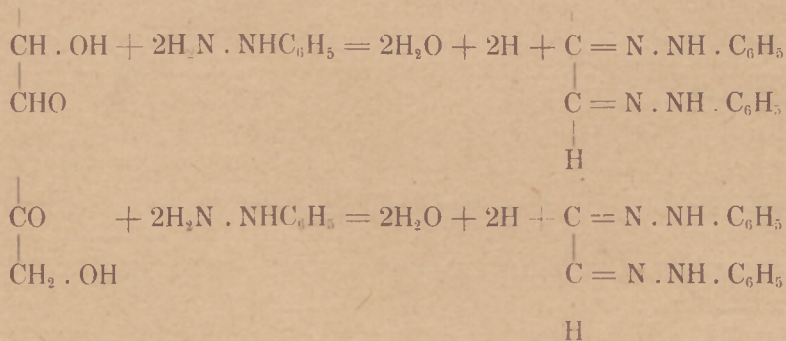 CH . OH + 2H₂N . NHC₆H₅ = 2H₂O + 2H + C = N . NH . C₆H₅
CHO C = N . NH . C₆H₅
H
CO + 2H₂N . NHC₆H₅ = 2H₂O + 2H + C = N . NH . C₆H₅
CH₂ . OH C = N . NH . C₆H₅
H